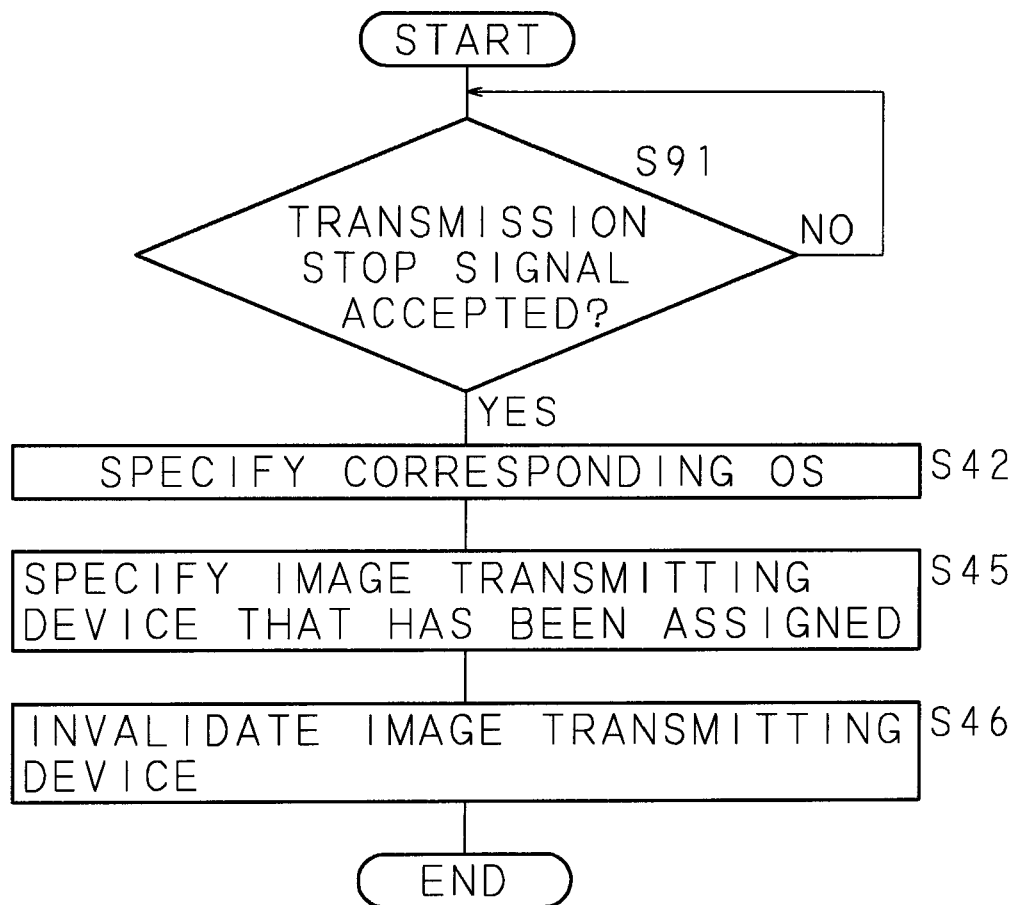 START
S91
TRANSMISSION
STOP SIGNAL
ACCEPTED?
NO
YES
SPECIFY CORRESPONDING OS
S42
SPECIFY IMAGE TRANSMITTING
DEVICE THAT HAS BEEN ASSIGNED
S45
INVALIDATE IMAGE TRANSMITTING
DEVICE
S46
END